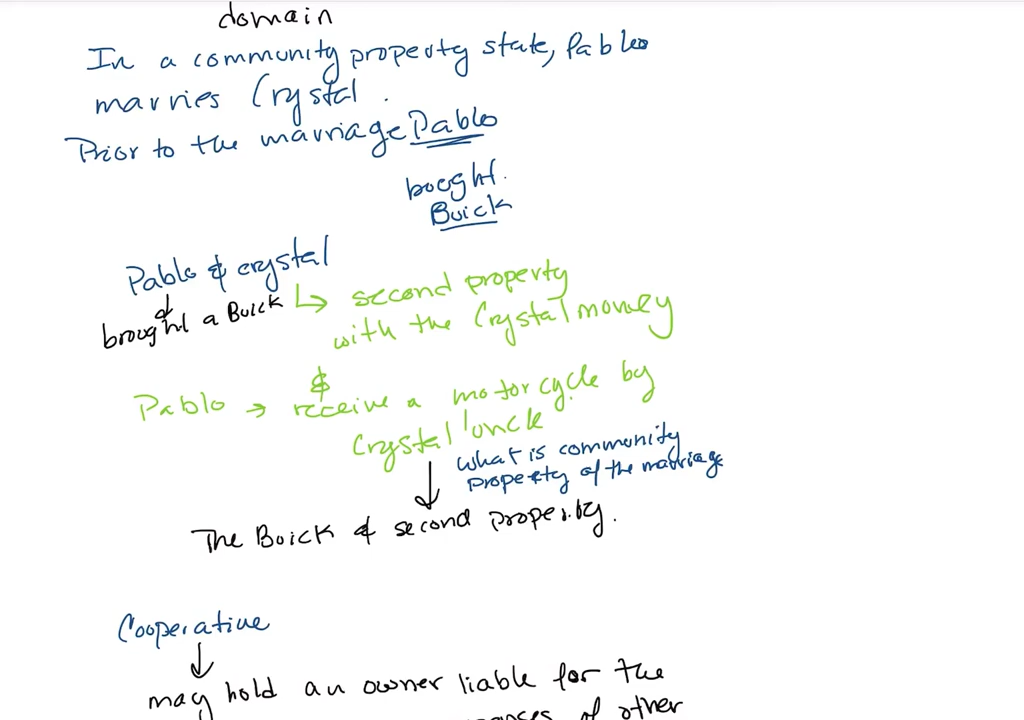 domain
In a community property state, Pablo
marries Crystal.
Prior to the marriage Pablo
bought.
Buick
Pablo & crystal
brought a Buick ↳ second property
with the Crystal money
&
Pablo → receive a motorcycle by
Crystal' uncle
↓ what is community
property of the marriage
The Buick & second property.
Cooperative
↓
may hold an owner liable for the
of other